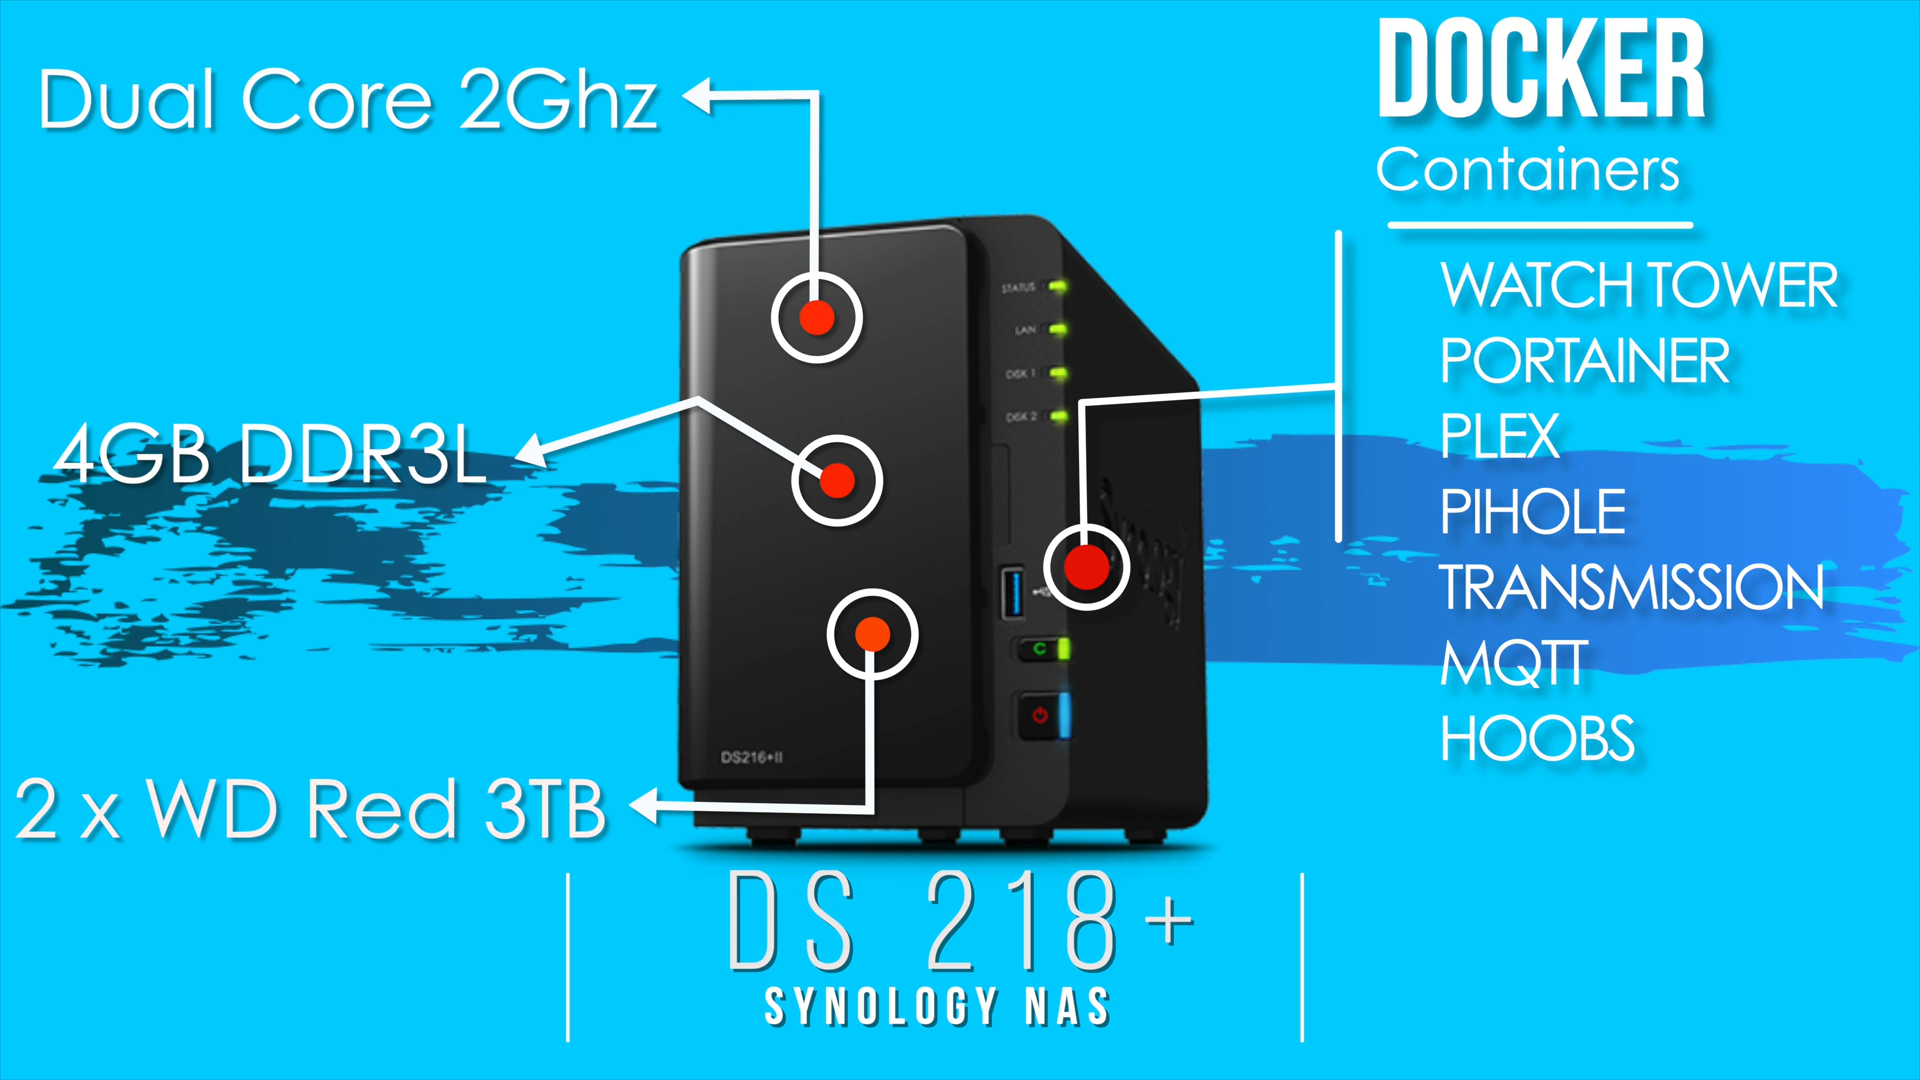 Dual Core 2Ghz
4GB DDR3L
2 x WD Red 3TB
DOCKER
Containers
WATCH TOWER
PORTAINER
PLEX
PIHOLE
TRANSMISSION
MQTT
HOOBS
STATUS
LAN
DISK 1
DISK 2
C
DS216+II
DS 218+
SYNOLOGY NAS